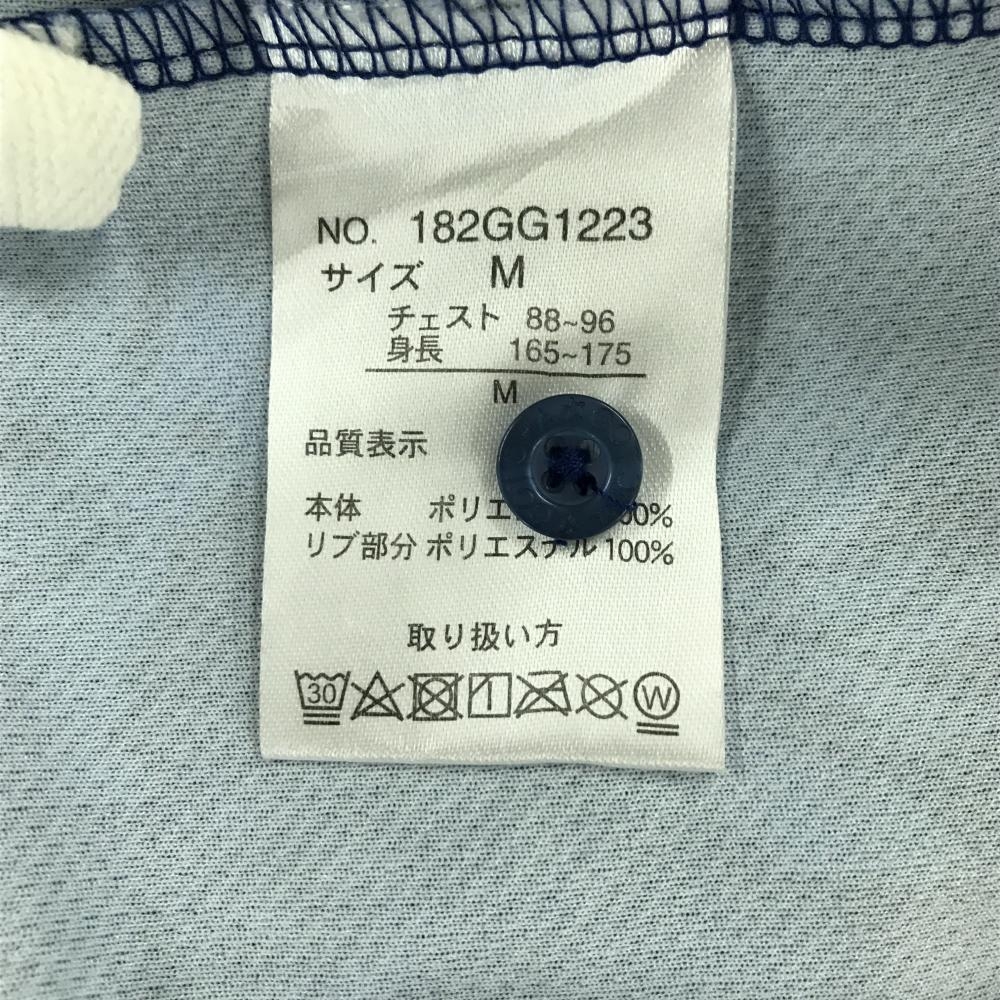 NO. 182GG1223
サイズ M
チェスト 88~96
身長 165~175
M
品質表示
本体 ポリエ 00%
リブ部分 ポリエステル 100%
取り扱い方
30 W